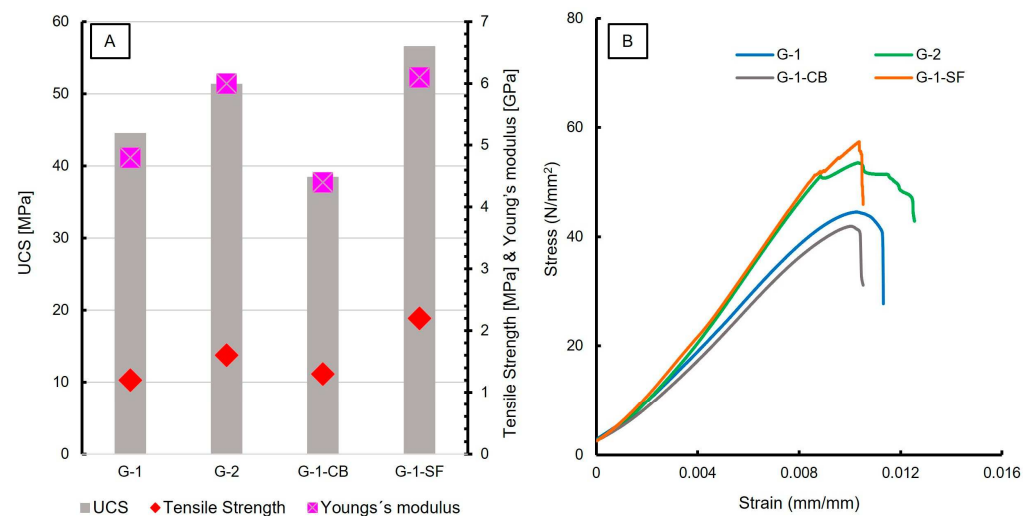 A
UCS [MPa]
60
50
40
30
20
10
0
G-1
G-2
G-1-CB
G-1-SF
7
6
5
4
3
2
1
0
Tensile Strength [MPa] & Young's modulus [GPa]
UCS
Tensile Strength
Youngs´s modulus
B
G-1
G-2
G-1-CB
G-1-SF
Stress (N/mm²)
80
60
40
20
0
0
0.004
0.008
0.012
0.016
Strain (mm/mm)